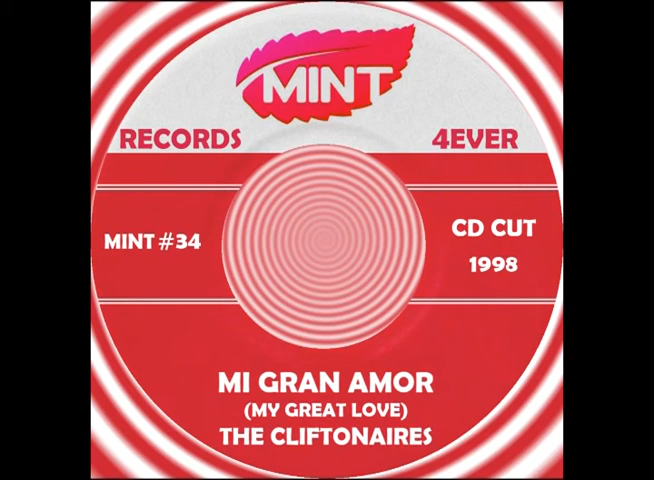 MINT
RECORDS 4EVER
MINT #34
CD CUT
1998
MI GRAN AMOR
(MY GREAT LOVE)
THE CLIFTONAIRES